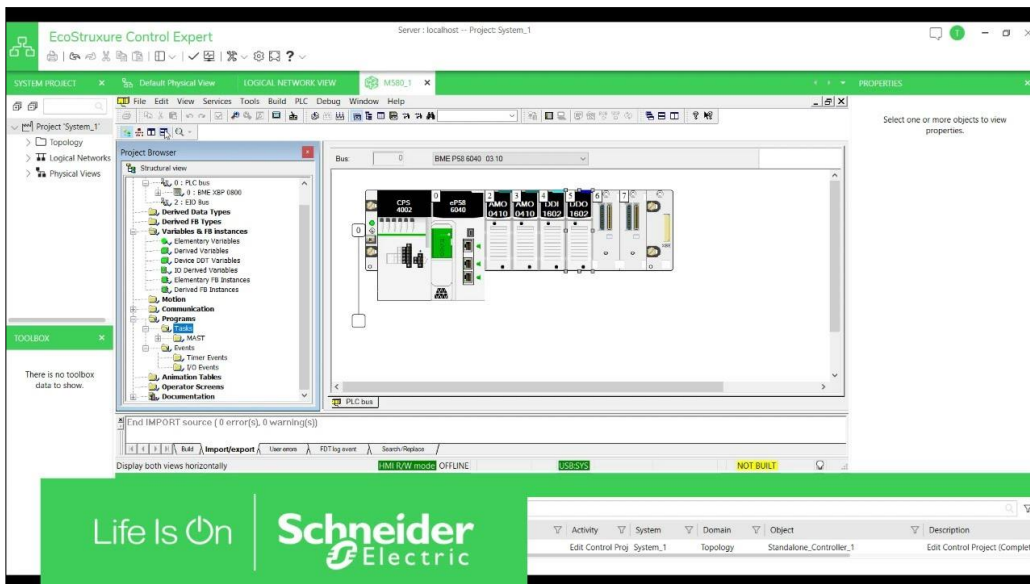 EcoStruxure Control Expert
Server : localhost -- Project: System_1
SYSTEM PROJECT
Default Physical View
LOGICAL NETWORK VIEW
M580_1
PROPERTIES
File Edit View Services Tools Build PLC Debug Window Help
Project 'System_1'
Topology
Logical Networks
Physical Views
Select one or more objects to view
properties.
Project Browser
Structural view
0 : PLC bus
0 : BME XBP 0800
2 : EIO Bus
Derived Data Types
Derived FB Types
Variables & FB instances
Elementary Variables
Derived Variables
Device DDT Variables
IO Derived Variables
Elementary FB Instances
Derived FB Instances
Motion
Communication
Programs
Tasks
MAST
Events
Timer Events
I/O Events
Animation Tables
Operator Screens
Documentation
Bus: 0 BME P58 6040 03.10
0 2 3 4 5 6 7
CPS
4002
eP58
6040
AMO
0410
AMO
0410
DDI
1602
DDO
1602
0
PLC bus
TOOLBOX
There is no toolbox
data to show.
End IMPORT source ( 0 error(s), 0 warning(s))
Build Import/export User errors FDT log event Search/Replace
Display both views horizontally
HMI R/W mode OFFLINE USB:SYS NOT BUILT
Life Is On
Schneider
Electric
Activity System Domain Object Description
Edit Control Proj System_1 Topology Standalone_Controller_1 Edit Control Project (Complet